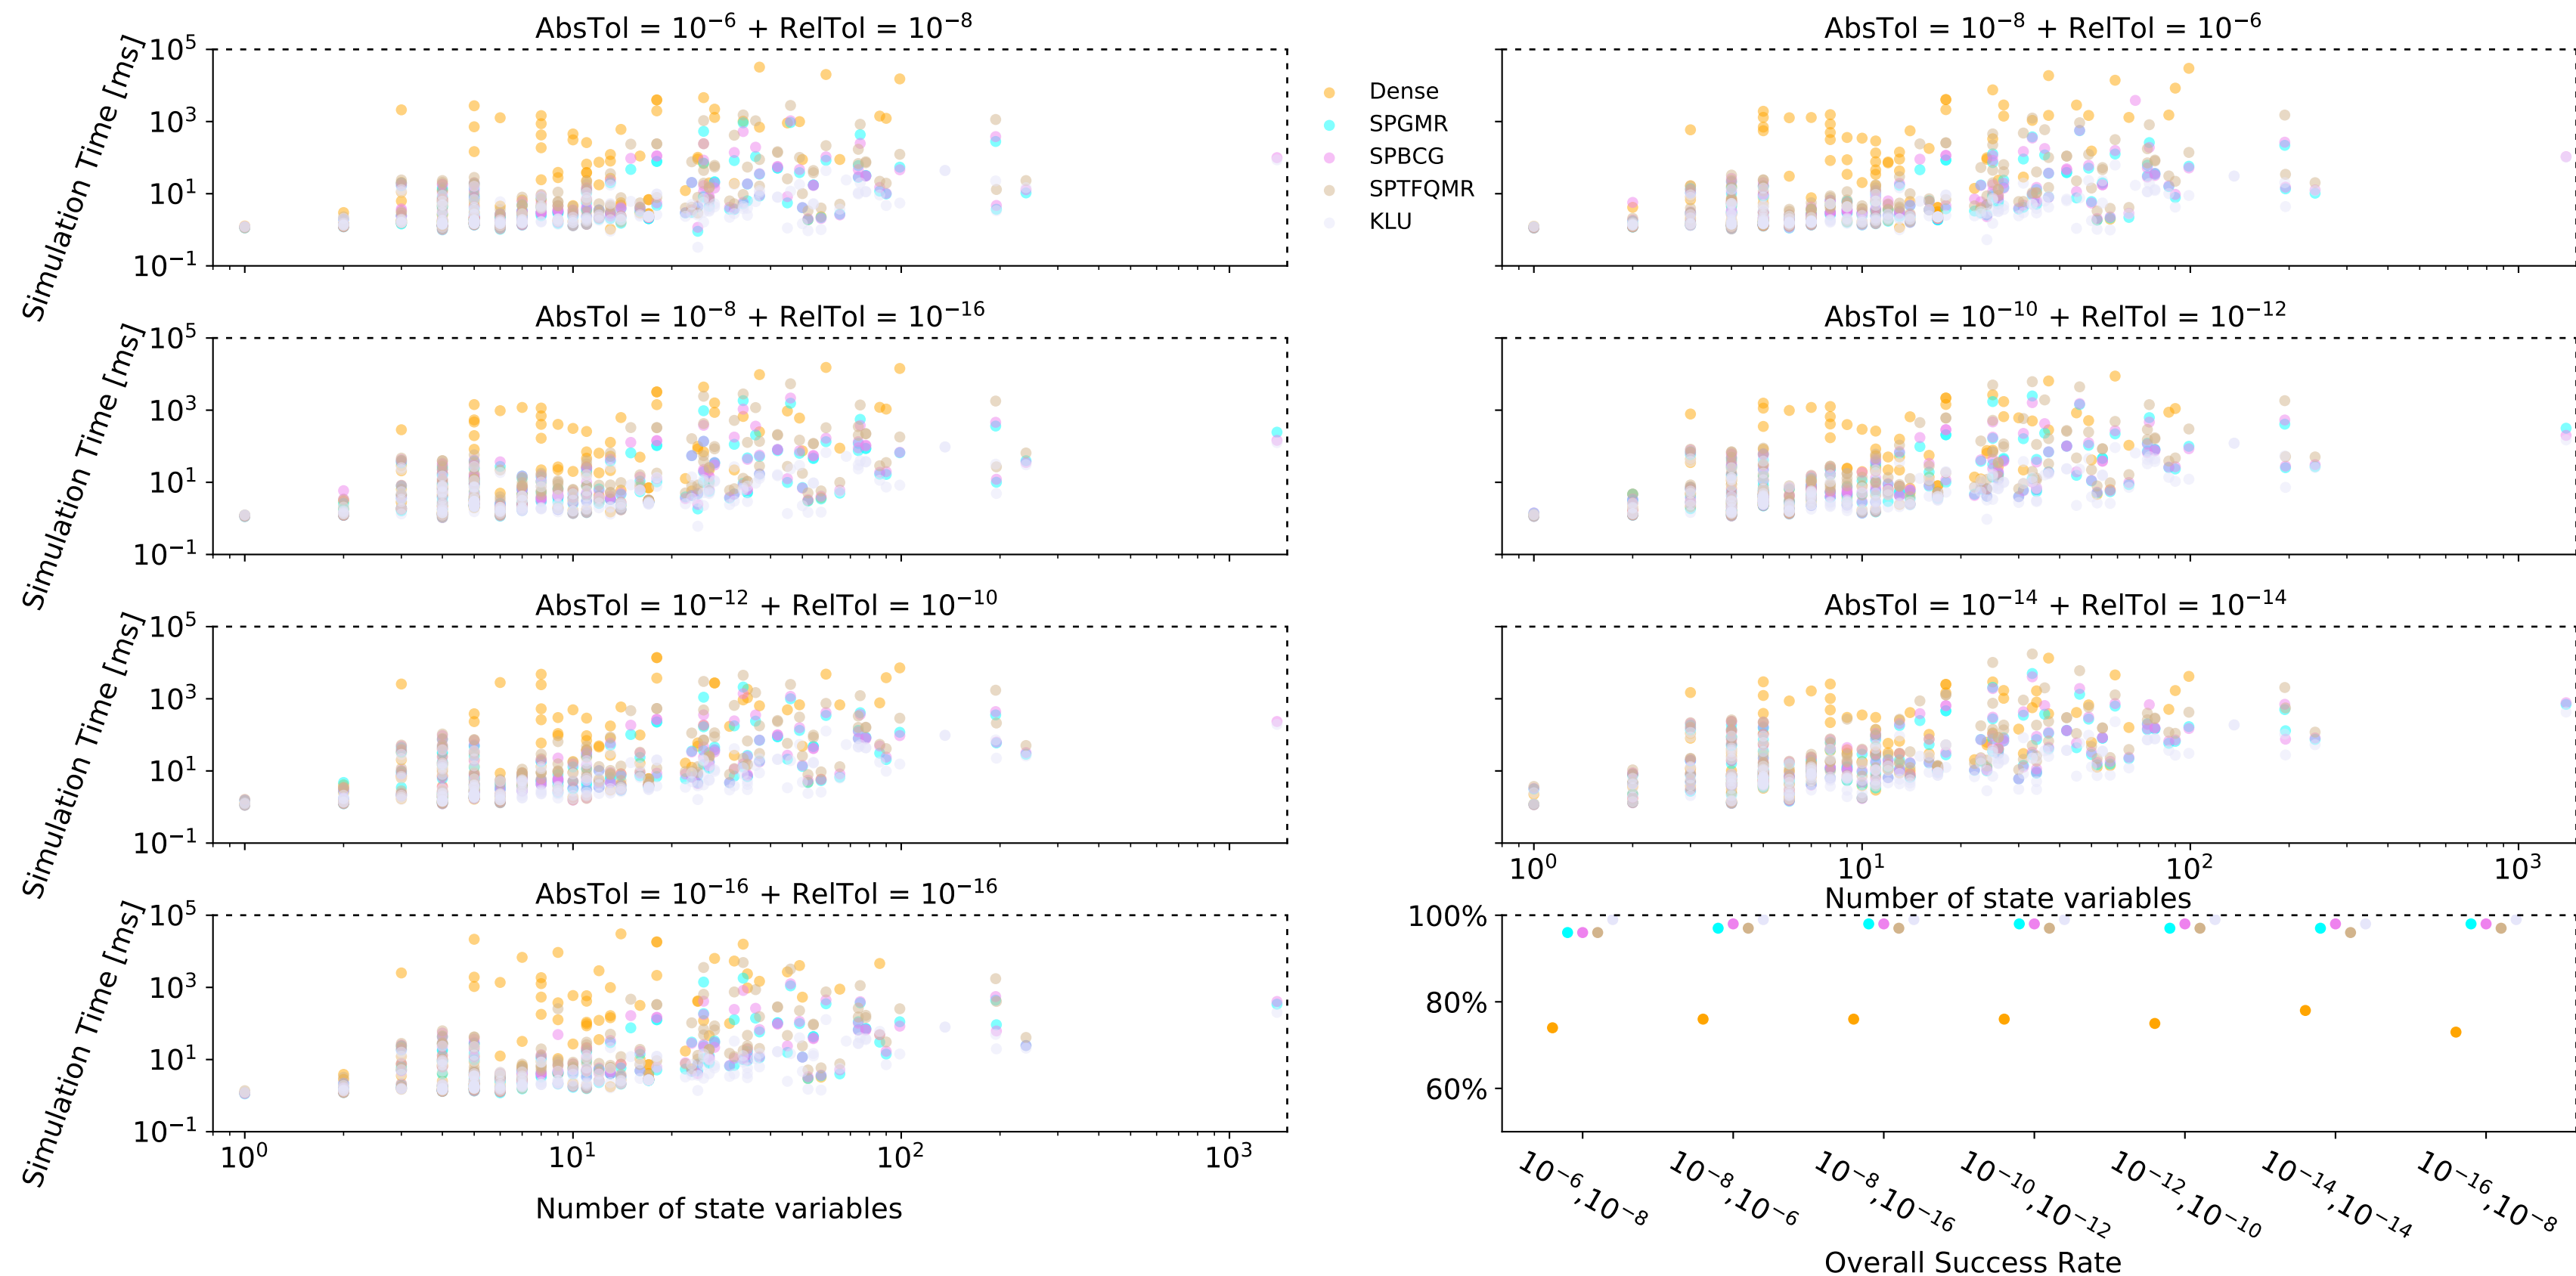 AbsTol = 10⁻⁶ + RelTol = 10⁻⁸
Simulation Time [ms]
10⁵
10³
10¹
10⁻¹
Dense
SPGMR
SPBCG
SPTFQMR
KLU
AbsTol = 10⁻⁸ + RelTol = 10⁻⁶
AbsTol = 10⁻⁸ + RelTol = 10⁻¹⁶
Simulation Time [ms]
10⁵
10³
10¹
10⁻¹
AbsTol = 10⁻¹⁰ + RelTol = 10⁻¹²
AbsTol = 10⁻¹² + RelTol = 10⁻¹⁰
Simulation Time [ms]
10⁵
10³
10¹
10⁻¹
AbsTol = 10⁻¹⁴ + RelTol = 10⁻¹⁴
10⁰ 10¹ 10² 10³
Number of state variables
AbsTol = 10⁻¹⁶ + RelTol = 10⁻¹⁶
Simulation Time [ms]
10⁵
10³
10¹
10⁻¹
10⁰ 10¹ 10² 10³
Number of state variables
100%
80%
60%
10⁻⁶,10⁻⁸
10⁻⁸,10⁻⁶
10⁻⁸,10⁻¹⁶
10⁻¹⁰,10⁻¹²
10⁻¹²,10⁻¹⁰
10⁻¹⁴,10⁻¹⁴
10⁻¹⁶,10⁻⁸
Overall Success Rate